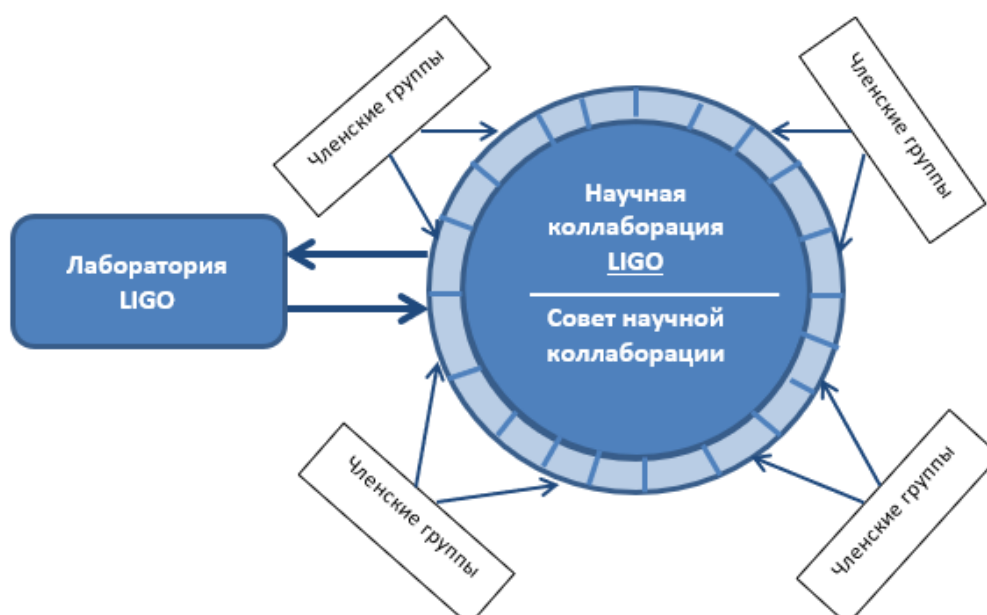 Членские группы
Членские группы
Научная
коллаборация
LIGO
Совет научной
коллаборации
Лаборатория
LIGO
Членские группы
Членские группы